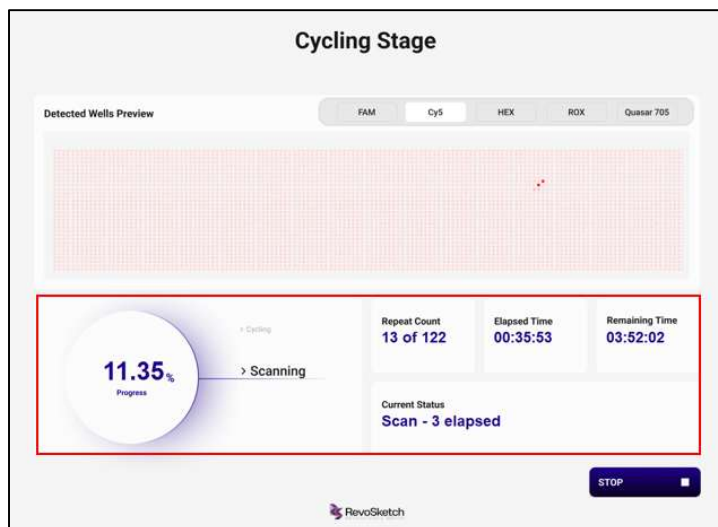 Cycling Stage
Detected Wells Preview
FAM
Cy5
HEX
ROX
Quasar 705
11.35%
Progress
> Cycling
> Scanning
Repeat Count
13 of 122
Elapsed Time
00:35:53
Remaining Time
03:52:02
Current Status
Scan - 3 elapsed
STOP
RevoSketch